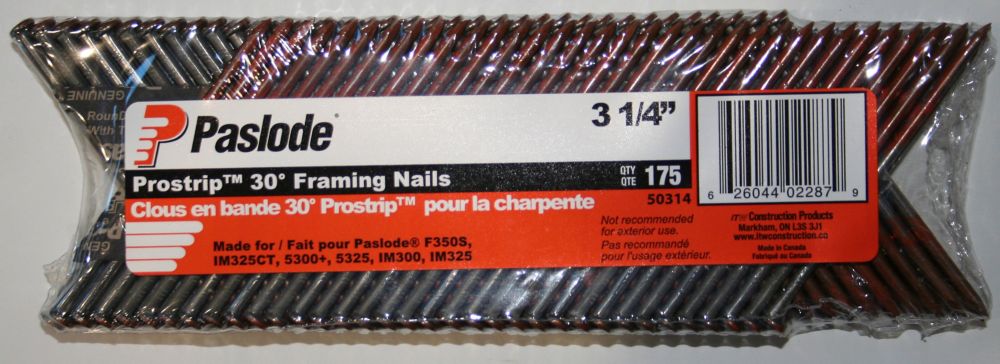 GENUINE
Paslode®
3 1/4”
Prostrip™ 30° Framing Nails
QTY
QTE
175
50314
Clous en bande 30° Prostrip™ pour la charpente
Made for / Fait pour Paslode® F350S,
IM325CT, 5300+, 5325, IM300, IM325
Not recommended
for exterior use.
Pas recommandé
pour l'usage extérieur.
6 26044 02287 9
ITW Construction Products
Markham, ON L3S 3J1
www.itwconstruction.ca
Made in Canada
Fabriqué au Canada
With